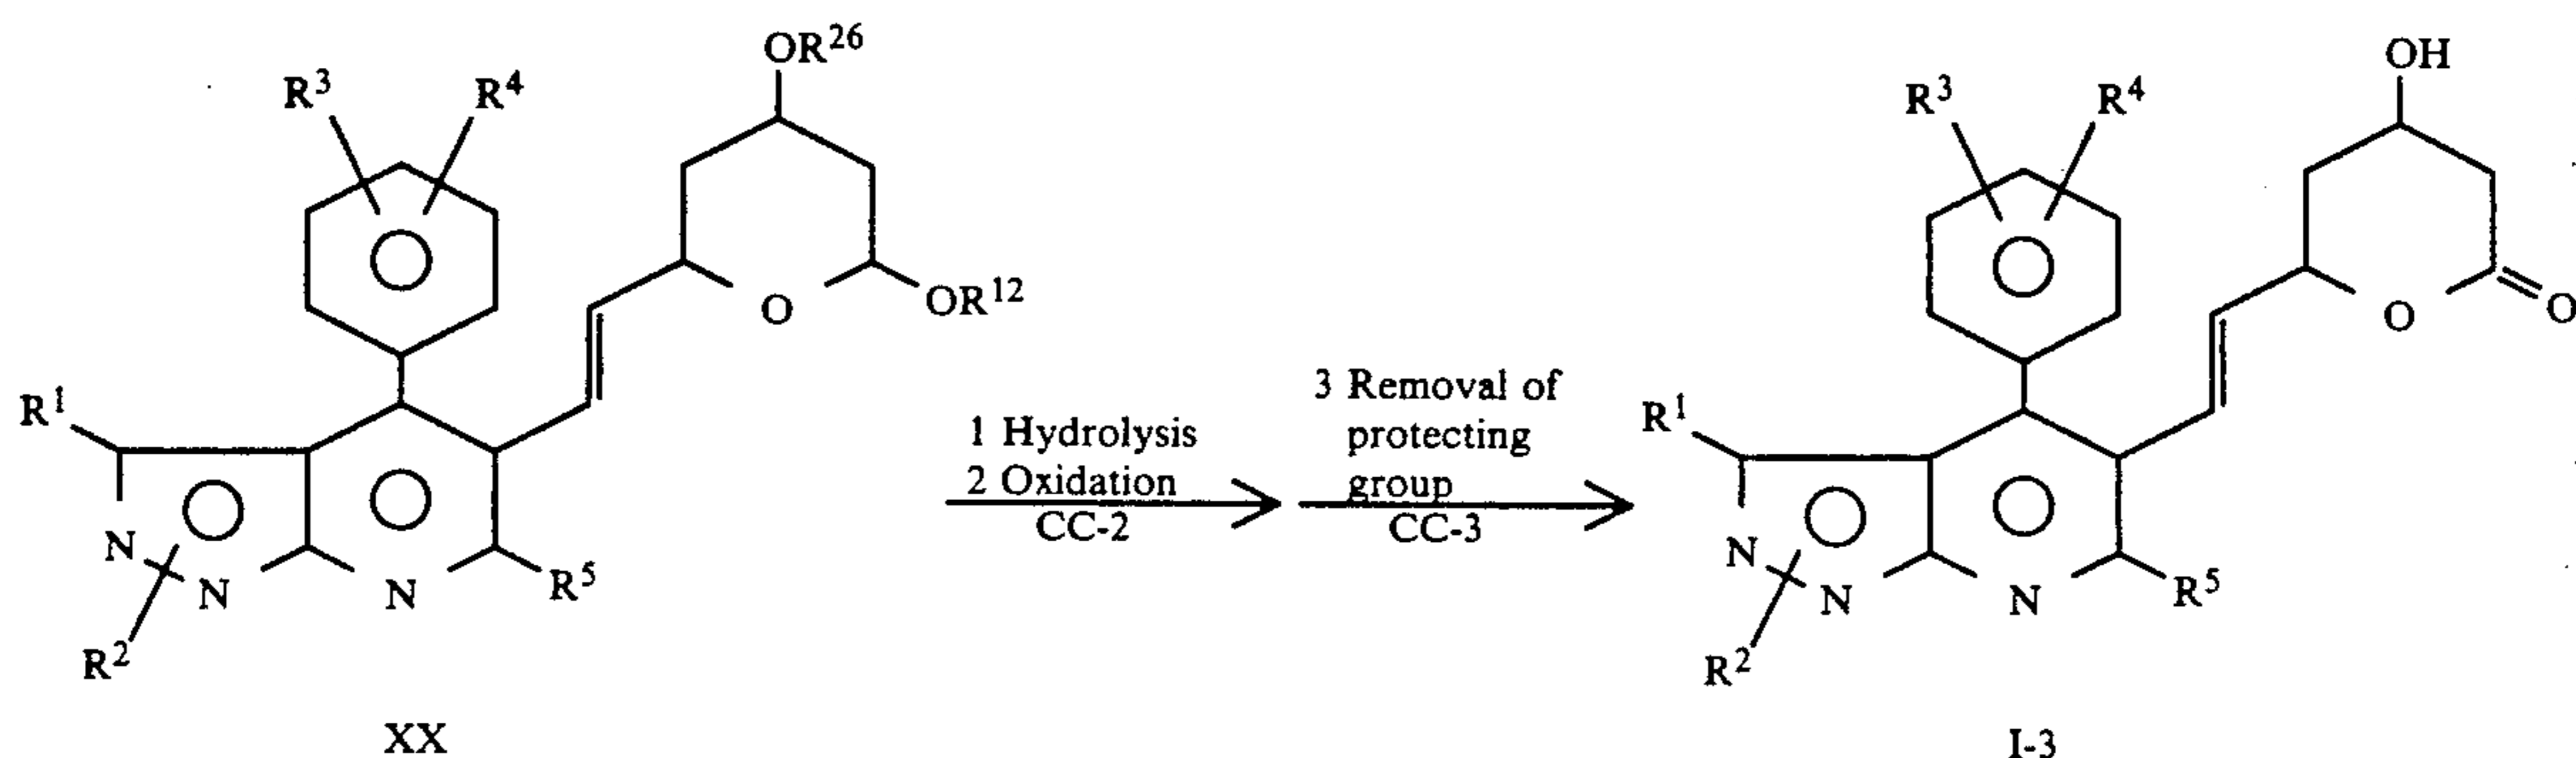 OR26
OH
R3 R4
R3 R4
O
OR12
O
O
R1
1 Hydrolysis
2 Oxidation
CC-2
3 Removal of
protecting
group
CC-3
R1
N
N
N
R5
R2
N
N
N
R5
R2
XX
I-3